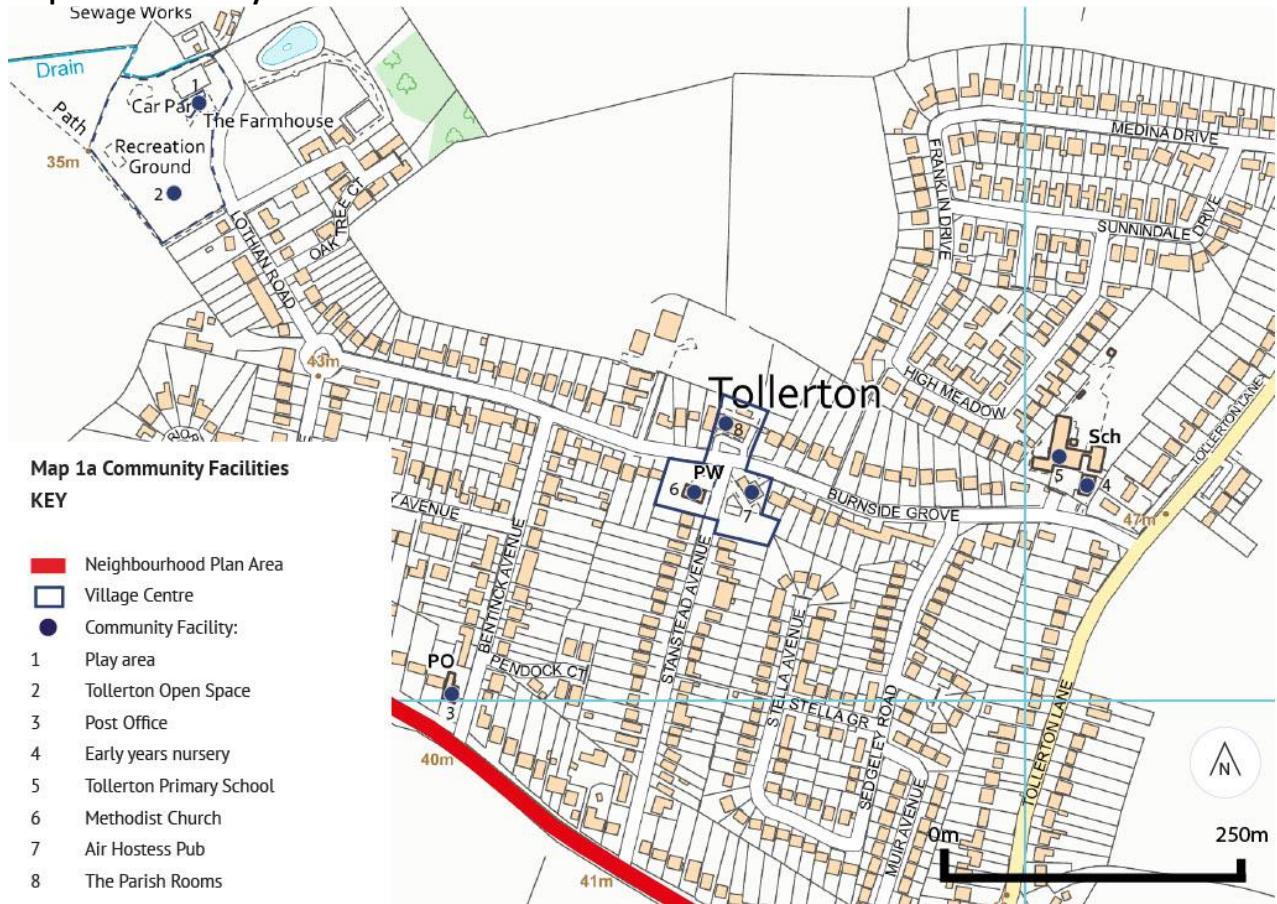 Sewage Works
Drain
1
Car Par
The Farmhouse
Path
Recreation
Ground
35m
2
LOTHIAN ROAD
OAK TREE CT
43m
MEDINA DRIVE
FRANKLIN DRIVE
SUNNINDALE DRIVE
HIGH MEADOW
Tollerton
8
PW
6
7
BURNSIDE GROVE
Sch
5
4
TOLLERTON LANE
47m
AVENUE
BENTINCK AVENUE
STANSTEAD AVENUE
PO
3
PENDOCK CT
STELLA AVENUE
STELLA GR
SEDGELEY ROAD
MUIR AVENUE
TOLLERTON LANE
40m
41m
N
0m
250m
Map 1a Community Facilities
KEY
Neighbourhood Plan Area
Village Centre
Community Facility:
1 Play area
2 Tollerton Open Space
3 Post Office
4 Early years nursery
5 Tollerton Primary School
6 Methodist Church
7 Air Hostess Pub
8 The Parish Rooms